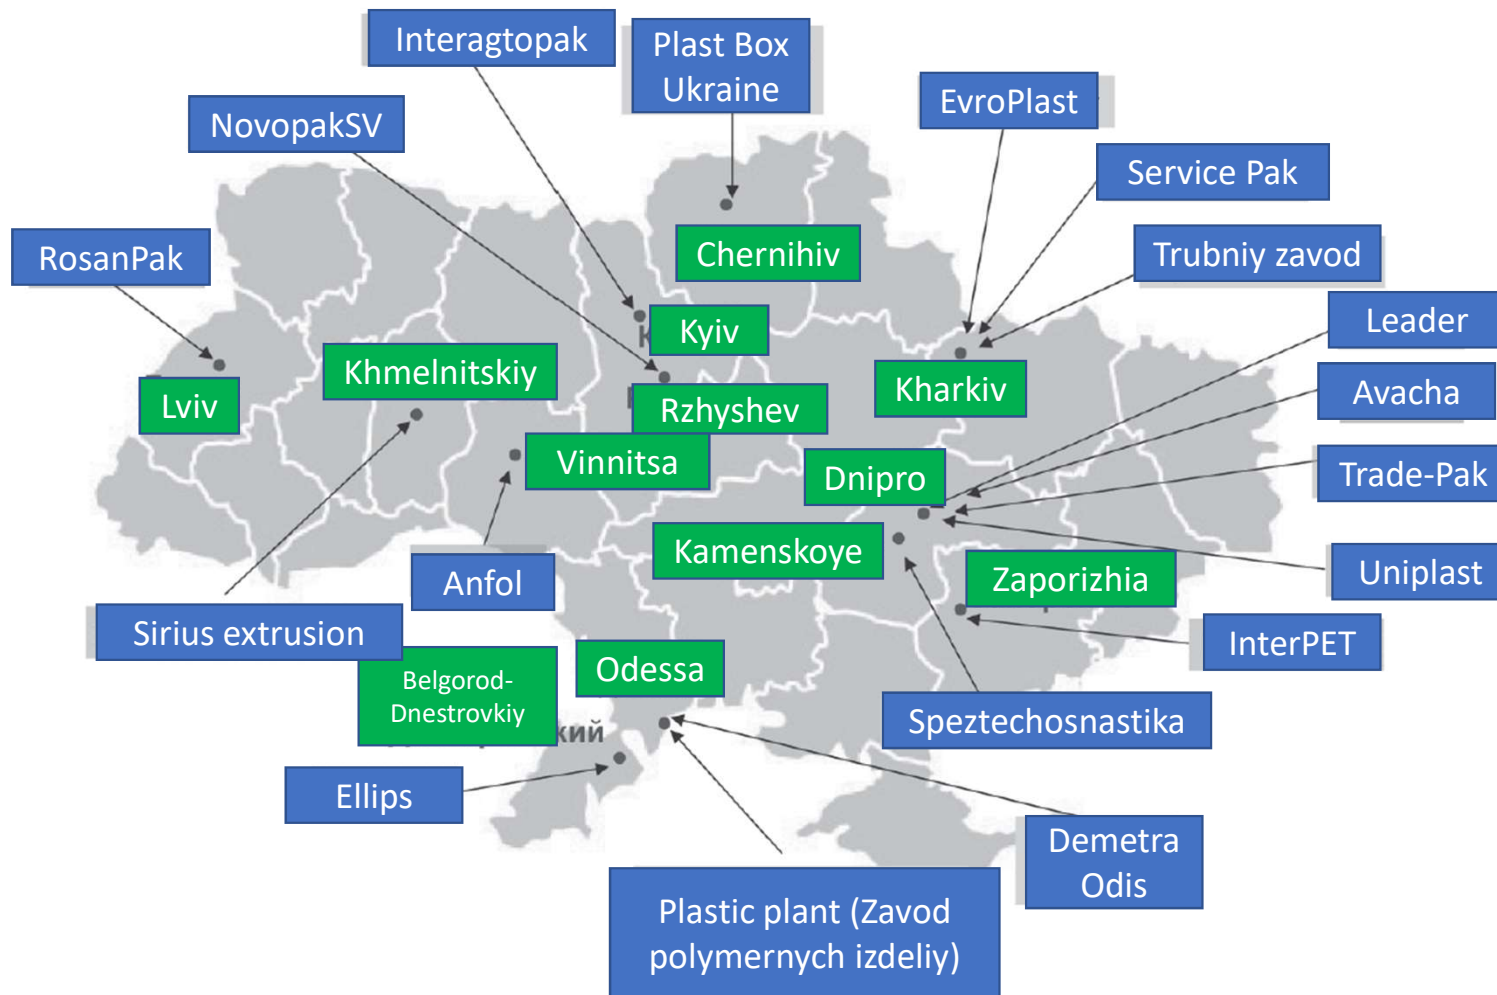 Interagtopak
Plast Box
Ukraine
EvroPlast
NovopakSV
Service Pak
RosanPak
Chernihiv
Trubniy zavod
Leader
Kyiv
Khmelnitskiy
Lviv
Rzhyshev
Kharkiv
Avacha
Vinnitsa
Dnipro
Trade-Pak
Kamenskoye
Zaporizhia
Uniplast
Anfol
Sirius extrusion
InterPET
Belgorod-
Dnestrovkiy
Odessa
Speztechosnastika
кий
Ellips
Demetra
Odis
Plastic plant (Zavod
polymernych izdeliy)